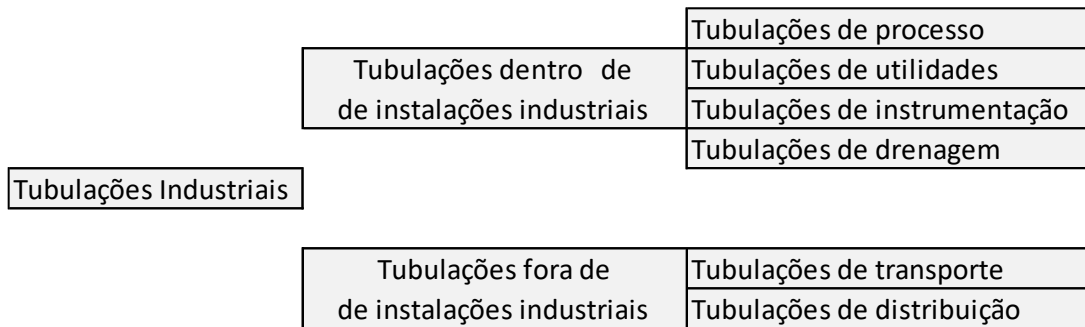 Tubulações de processo
Tubulações dentro de
Tubulações de utilidades
de instalações industriais
Tubulações de instrumentação
Tubulações de drenagem
Tubulações Industriais
Tubulações fora de
Tubulações de transporte
de instalações industriais
Tubulações de distribuição